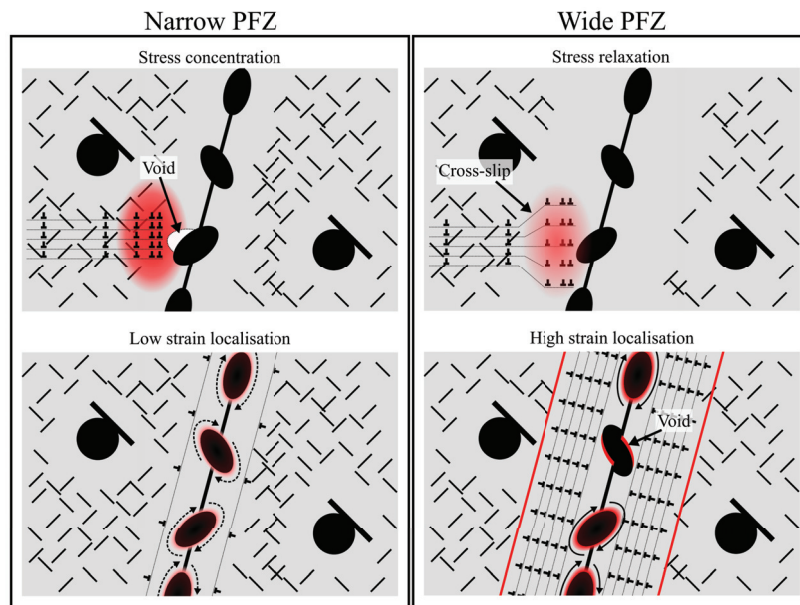 Narrow PFZ
Wide PFZ
Stress concentration
Void
Stress relaxation
Cross-slip
Low strain localisation
High strain localisation
Void